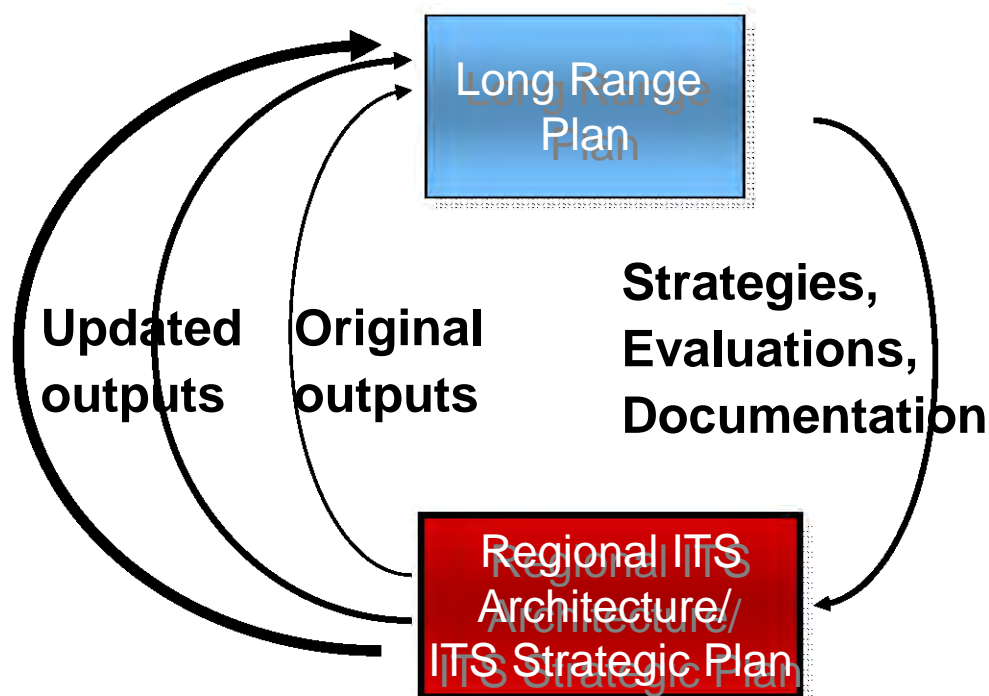 Long Range
Plan
Updated
outputs
Original
outputs
Strategies,
Evaluations,
Documentation
Regional ITS
Architecture/
ITS Strategic Plan